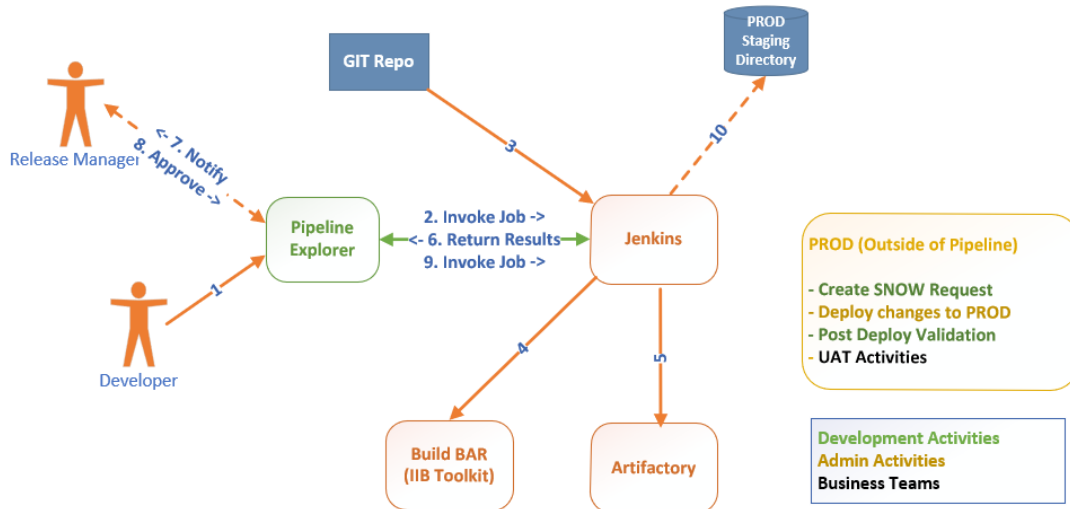 PROD
Staging
Directory
GIT Repo
10
3
Release Manager
<- 7. Notify
8. Approve ->
Pipeline
Explorer
2. Invoke Job ->
<- 6. Return Results
9. Invoke Job ->
Jenkins
1
Developer
4
5
Build BAR
(IIB Toolkit)
Artifactory
PROD (Outside of Pipeline)
- Create SNOW Request
- Deploy changes to PROD
- Post Deploy Validation
- UAT Activities
Development Activities
Admin Activities
Business Teams